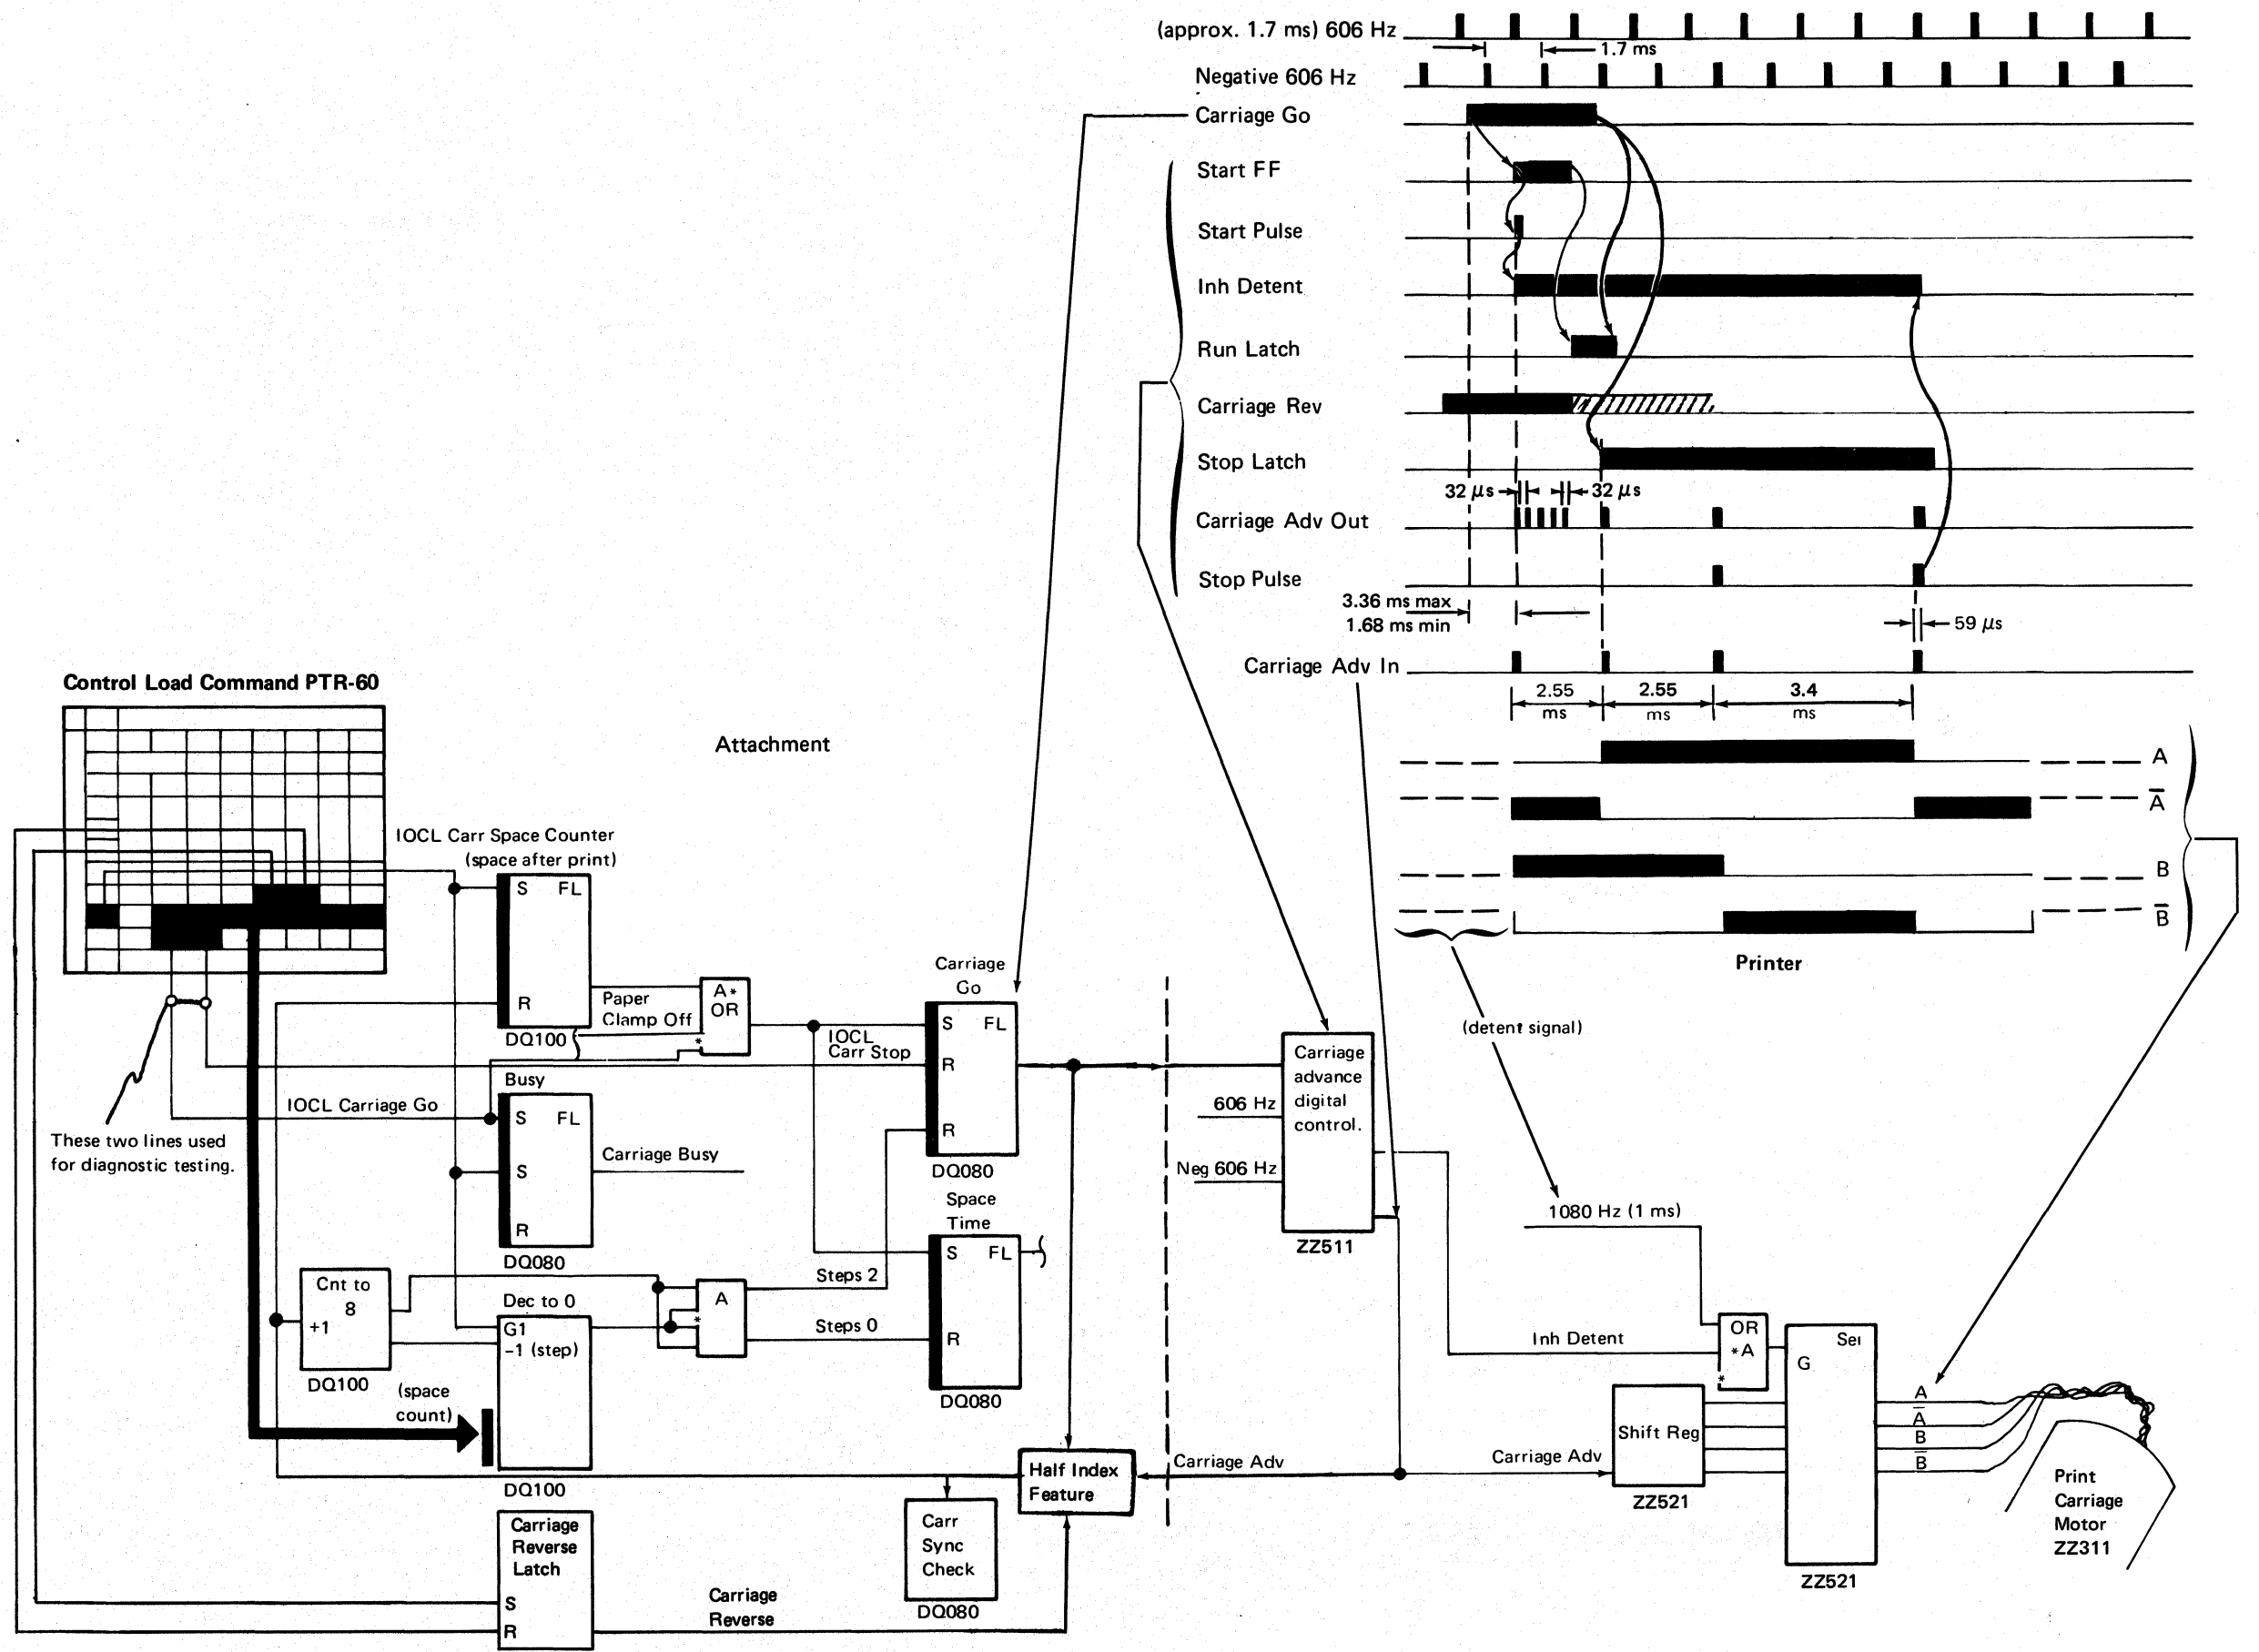 (approx. 1.7 ms) 606 Hz
1.7 ms
Negative 606 Hz
Carriage Go
Start FF
Start Pulse
Inh Detent
Run Latch
Carriage Rev
Stop Latch
32 μs
32 μs
Carriage Adv Out
Stop Pulse
3.36 ms max
1.68 ms min
59 μs
Carriage Adv In
2.55 ms
2.55 ms
3.4 ms
A
A̅
B
B̅
Printer
(detent signal)
Control Load Command PTR-60
Attachment
IOCL Carr Space Counter
(space after print)
S FL
R
DQ100
Paper
Clamp Off
A*
OR
*
IOCL
Carr Stop
Carriage
Go
S FL
R
R
DQ080
Busy
IOCL Carriage Go
S FL
S
R
DQ080
Carriage Busy
These two lines used
for diagnostic testing.
Space
Time
S FL
R
DQ080
Cnt to
8
+1
DQ100
Dec to 0
G1
-1 (step)
DQ100
(space
count)
A
*
Steps 2
Steps 0
606 Hz
Neg 606 Hz
Carriage
advance
digital
control.
ZZ511
1080 Hz (1 ms)
Inh Detent
OR
*A
*
Sel
G
ZZ521
Carriage Adv
Carriage Adv
Shift Reg
ZZ521
A
A̅
B
B̅
Print
Carriage
Motor
ZZ311
Half Index
Feature
Carr
Sync
Check
DQ080
Carriage
Reverse
Latch
S
R
Carriage
Reverse